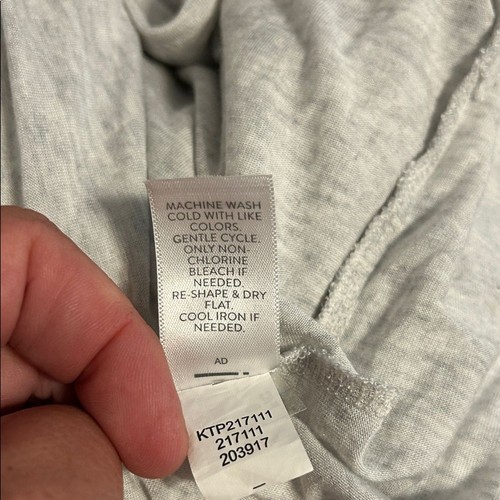 MACHINE WASH
COLD WITH LIKE
COLORS.
GENTLE CYCLE.
ONLY NON-
CHLORINE
BLEACH IF
NEEDED.
RE-SHAPE & DRY
FLAT.
COOL IRON IF
NEEDED.
AD
KTP217111
217111
203917